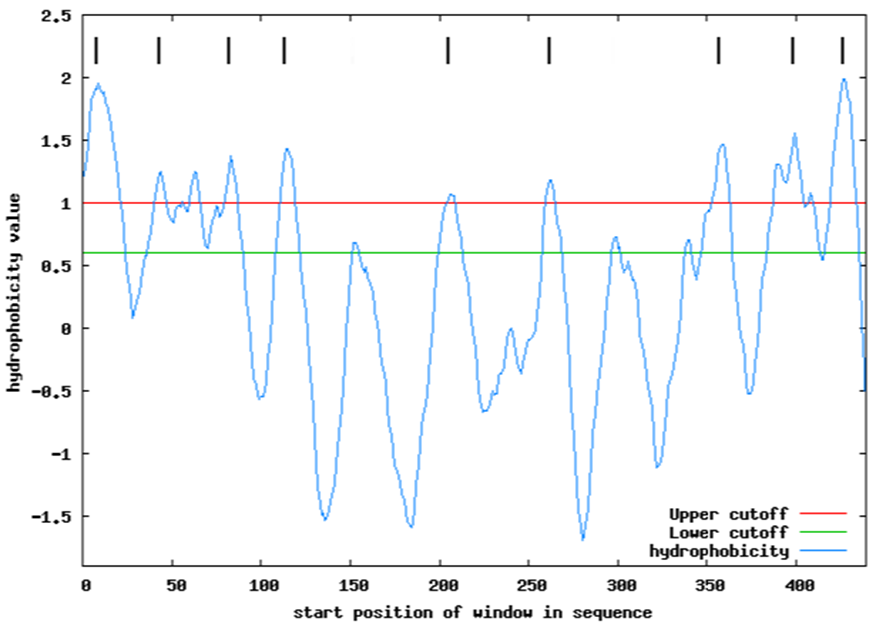 2.5
2
1.5
1
0.5
0
-0.5
-1
-1.5
hydrophobicity value
Upper cutoff
Lower cutoff
hydrophobicity
0 50 100 150 200 250 300 350 400
start position of window in sequence